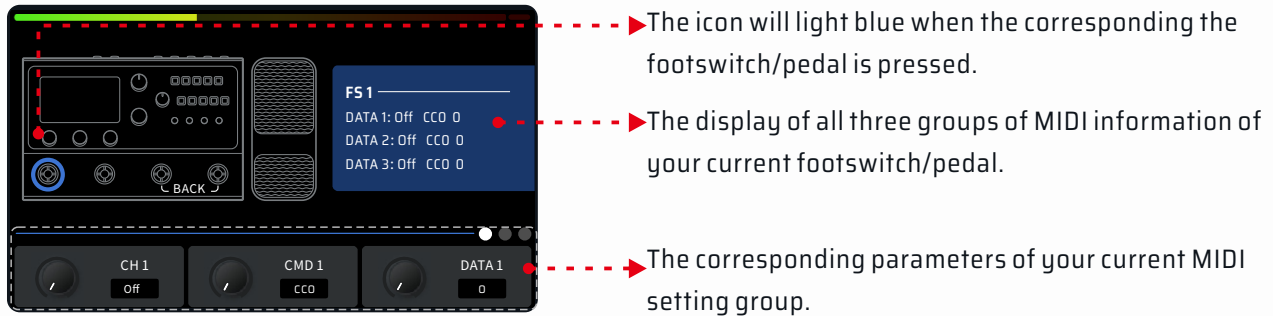 The icon will light blue when the corresponding the
footswitch/pedal is pressed.
FS 1
DATA 1: Off CC0 0
DATA 2: Off CC0 0
DATA 3: Off CC0 0
The display of all three groups of MIDI information of
your current footswitch/pedal.
BACK
CH 1
Off
CMD 1
CC0
DATA 1
0
The corresponding parameters of your current MIDI
setting group.